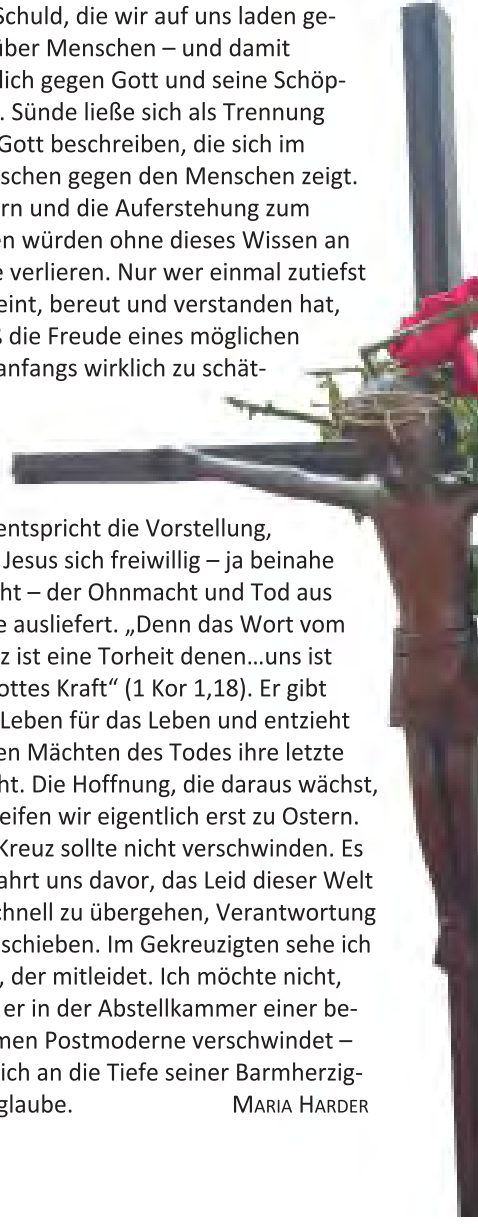 Schuld, die wir auf uns laden ge-
über Menschen – und damit
lich gegen Gott und seine Schöp-
. Sünde ließe sich als Trennung
Gott beschreiben, die sich im
schen gegen den Menschen zeigt.
rn und die Auferstehung zum
en würden ohne dieses Wissen an
e verlieren. Nur wer einmal zutiefst
eint, bereut und verstanden hat,
ß die Freude eines möglichen
anfangs wirklich zu schät-
entspricht die Vorstellung,
Jesus sich freiwillig – ja beinahe
ht – der Ohnmacht und Tod aus
e ausliefert. „Denn das Wort vom
z ist eine Torheit denen...uns ist
ottes Kraft“ (1 Kor 1,18). Er gibt
Leben für das Leben und entzieht
en Mächten des Todes ihre letzte
ht. Die Hoffnung, die daraus wächst,
eifen wir eigentlich erst zu Ostern.
Kreuz sollte nicht verschwinden. Es
ahrt uns davor, das Leid dieser Welt
chnell zu übergehen, Verantwortung
schieben. Im Gekreuzigten sehe ich
, der mitleidet. Ich möchte nicht,
er in der Abstellkammer einer be-
men Postmoderne verschwindet –
ich an die Tiefe seiner Barmherzig-
glaube. MARIA HARDER